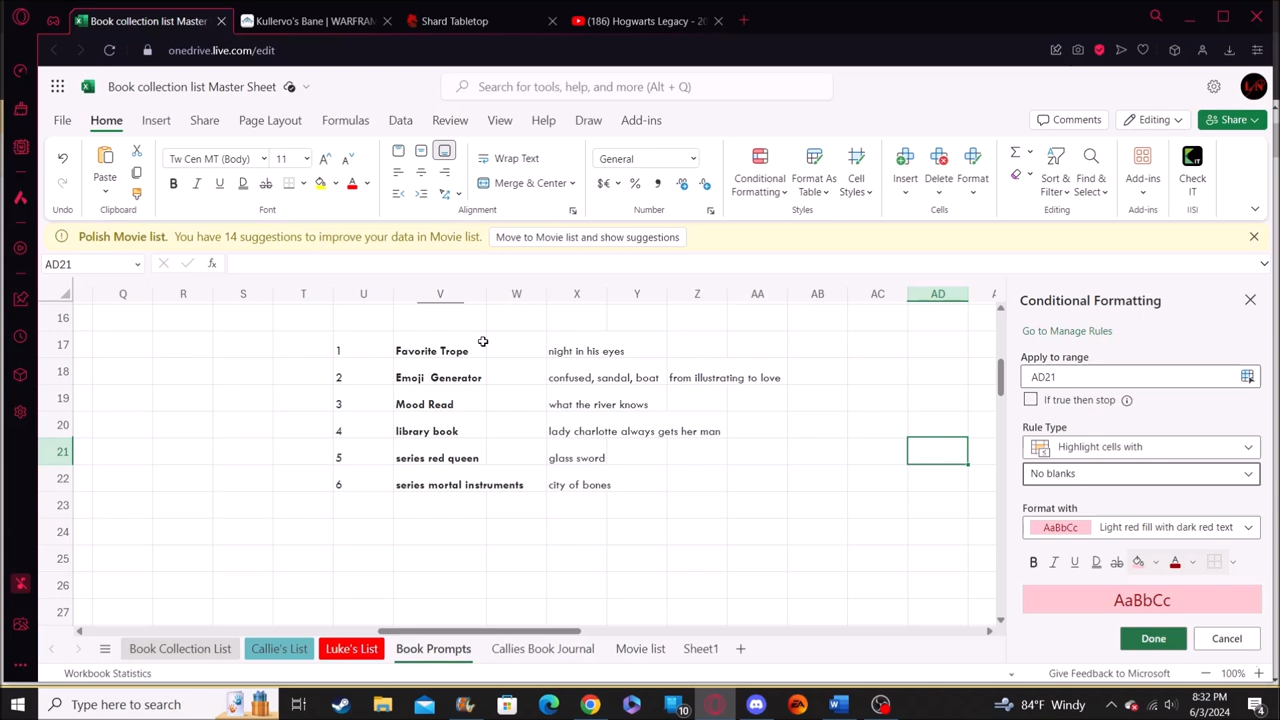 Book collection list Master
Kullervo's Bane | WARFRAM
Shard Tabletop
(186) Hogwarts Legacy - 20
onedrive.live.com/edit
Book collection list Master Sheet
Search for tools, help, and more (Alt + Q)
L/N
File Home Insert Share Page Layout Formulas Data Review View Help Draw Add-ins
Comments Editing Share
Paste
Tw Cen MT (Body) 11
Wrap Text
General
Merge & Center
Conditional Formatting
Format As Table
Cell Styles
Insert Delete Format
Sort & Filter
Find & Select
Add-ins
Check IT
Undo Clipboard Font Alignment Number Styles Cells Editing Add-ins IISI
Polish Movie list. You have 14 suggestions to improve your data in Movie list. Move to Movie list and show suggestions
AD21 fx
Q R S T U V W X Y Z AA AB AC AD A
16
17 1 Favorite Trope night in his eyes
18 2 Emoji Generator confused, sandal, boat from illustrating to love
19 3 Mood Read what the river knows
20 4 library book lady charlotte always gets her man
21 5 series red queen glass sword
22 6 series mortal instruments city of bones
23
24
25
26
27
Conditional Formatting
Go to Manage Rules
Apply to range
AD21
If true then stop
Rule Type
Highlight cells with
No blanks
Format with
AaBbCc Light red fill with dark red text
B I U D ab A
AaBbCc
Done Cancel
Book Collection List Callie's List Luke's List Book Prompts Callies Book Journal Movie list Sheet1
Workbook Statistics
Give Feedback to Microsoft 100%
Type here to search
10
84°F Windy
8:32 PM
6/3/2024
4